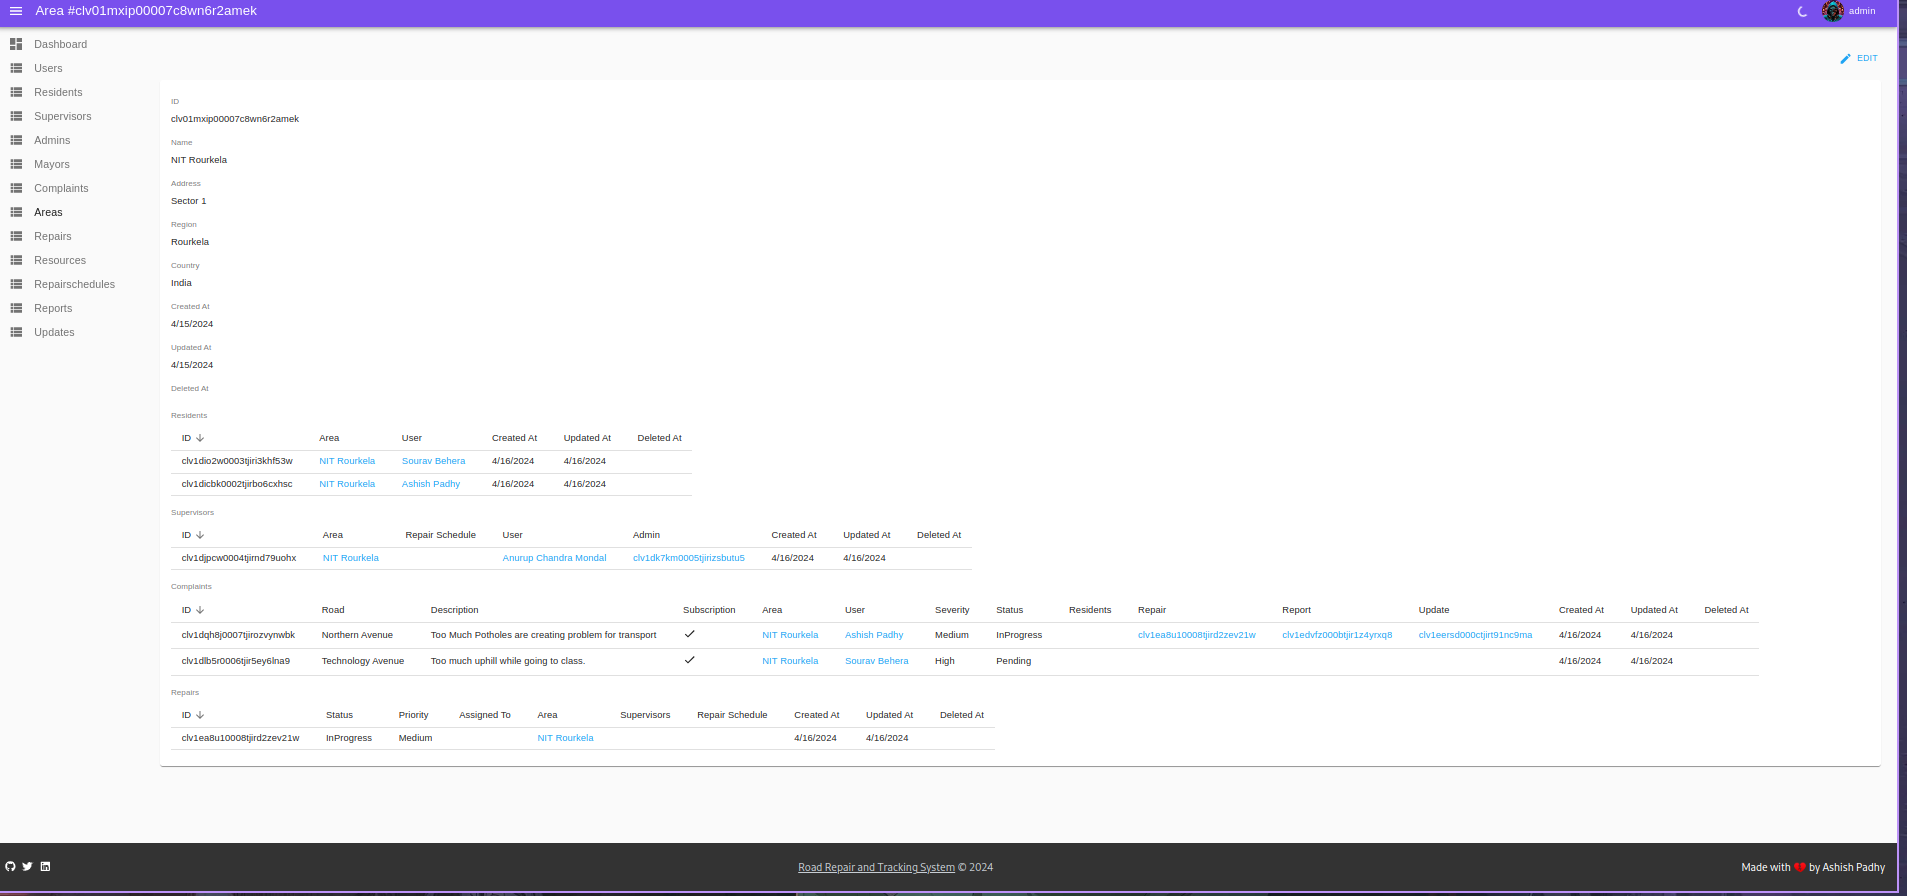 Area #clv01mxip00007c8wn6r2amek
admin
Dashboard
Users
Residents
Supervisors
Admins
Mayors
Complaints
Areas
Repairs
Resources
Repairschedules
Reports
Updates
EDIT
ID
clv01mxip00007c8wn6r2amek
Name
NIT Rourkela
Address
Sector 1
Region
Rourkela
Country
India
Created At
4/15/2024
Updated At
4/15/2024
Deleted At
Residents
ID Area User Created At Updated At Deleted At
clv1dio2w0003tjiri3khf53w NIT Rourkela Sourav Behera 4/16/2024 4/16/2024
clv1dicbk0002tjirbo6cxhsc NIT Rourkela Ashish Padhy 4/16/2024 4/16/2024
Supervisors
ID Area Repair Schedule User Admin Created At Updated At Deleted At
clv1djpcw0004tjirnd79uohx NIT Rourkela Anurup Chandra Mondal clv1dk7km0005tjirizsbutu5 4/16/2024 4/16/2024
Complaints
ID Road Description Subscription Area User Severity Status Residents Repair Report Update Created At Updated At Deleted At
clv1dqh8j0007tjirozvynwbk Northern Avenue Too Much Potholes are creating problem for transport NIT Rourkela Ashish Padhy Medium InProgress clv1ea8u10008tjird2zev21w clv1edvfz000btjir1z4yrxq8 clv1eersd000ctjirt91nc9ma 4/16/2024 4/16/2024
clv1dlb5r0006tjir5ey6lna9 Technology Avenue Too much uphill while going to class. NIT Rourkela Sourav Behera High Pending 4/16/2024 4/16/2024
Repairs
ID Status Priority Assigned To Area Supervisors Repair Schedule Created At Updated At Deleted At
clv1ea8u10008tjird2zev21w InProgress Medium NIT Rourkela 4/16/2024 4/16/2024
Road Repair and Tracking System © 2024
Made with ❤ by Ashish Padhy